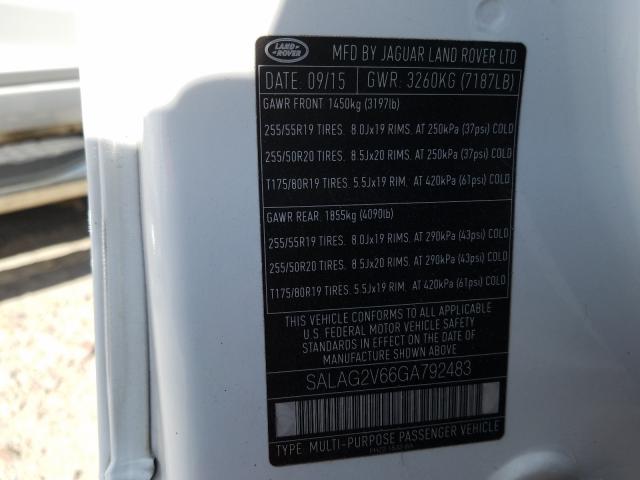 LAND ROVER
MFD BY JAGUAR LAND ROVER LTD
DATE: 09/15 GWR: 3260KG (7187LB)
GAWR FRONT 1450kg (3197lb)
255/55R19 TIRES. 8.0Jx19 RIMS. AT 250kPa (37psi) COLD
255/50R20 TIRES. 8.5Jx20 RIMS. AT 250kPa (37psi) COLD
T175/80R19 TIRES. 5.5Jx19 RIM. AT 420kPa (61psi) COLD
GAWR REAR. 1855kg (4090lb)
255/55R19 TIRES. 8.0Jx19 RIMS. AT 290kPa (43psi) COLD
255/50R20 TIRES. 8.5Jx20 RIMS. AT 290kPa (43psi) COLD
T175/80R19 TIRES. 5.5Jx19 RIM. AT 420kPa (61psi) COLD
THIS VEHICLE CONFORMS TO ALL APPLICABLE
U.S. FEDERAL MOTOR VEHICLE SAFETY
STANDARDS IN EFFECT ON THE DATE OF
MANUFACTURE SHOWN ABOVE.
SALAG2V66GA792483
TYPE: MULTI-PURPOSE PASSENGER VEHICLE